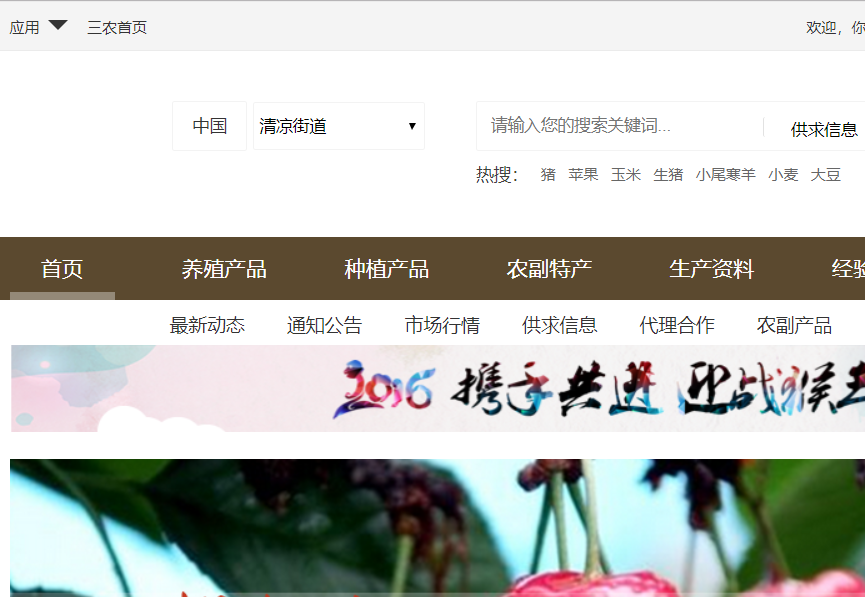 应用 三农首页 欢迎，你
中国 清凉街道 请输入您的搜索关键词... 供求信息
热搜： 猪 苹果 玉米 生猪 小尾寒羊 小麦 大豆
首页 养殖产品 种植产品 农副特产 生产资料 经验
最新动态 通知公告 市场行情 供求信息 代理合作 农副产品
2016 携手共进 迎战猴王